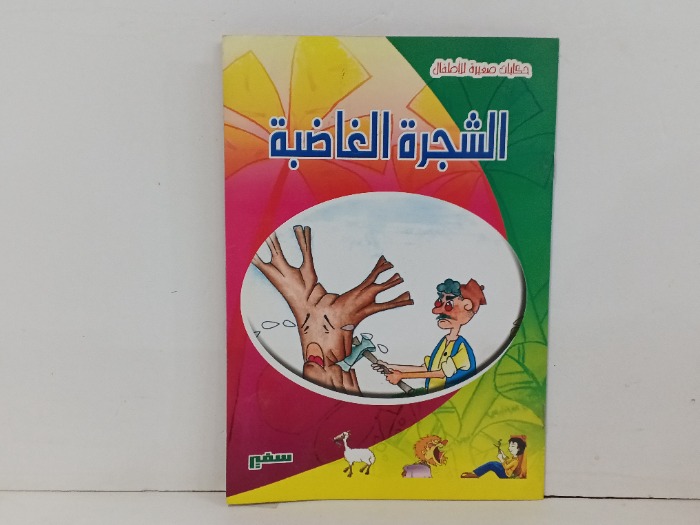 حكايات صغيرة للأطفال
الشجرة الغاضبة
سفير